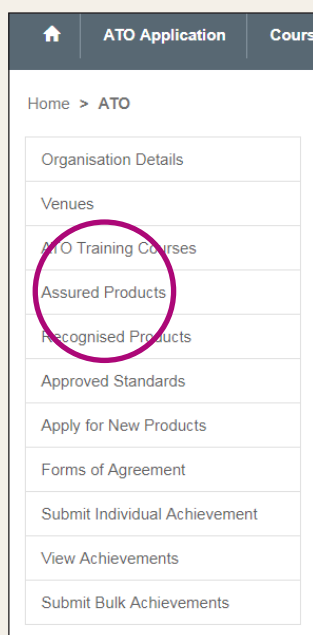 ATO Application Cours
Home > ATO
Organisation Details
Venues
ATO Training Courses
Assured Products
Recognised Products
Approved Standards
Apply for New Products
Forms of Agreement
Submit Individual Achievement
View Achievements
Submit Bulk Achievements